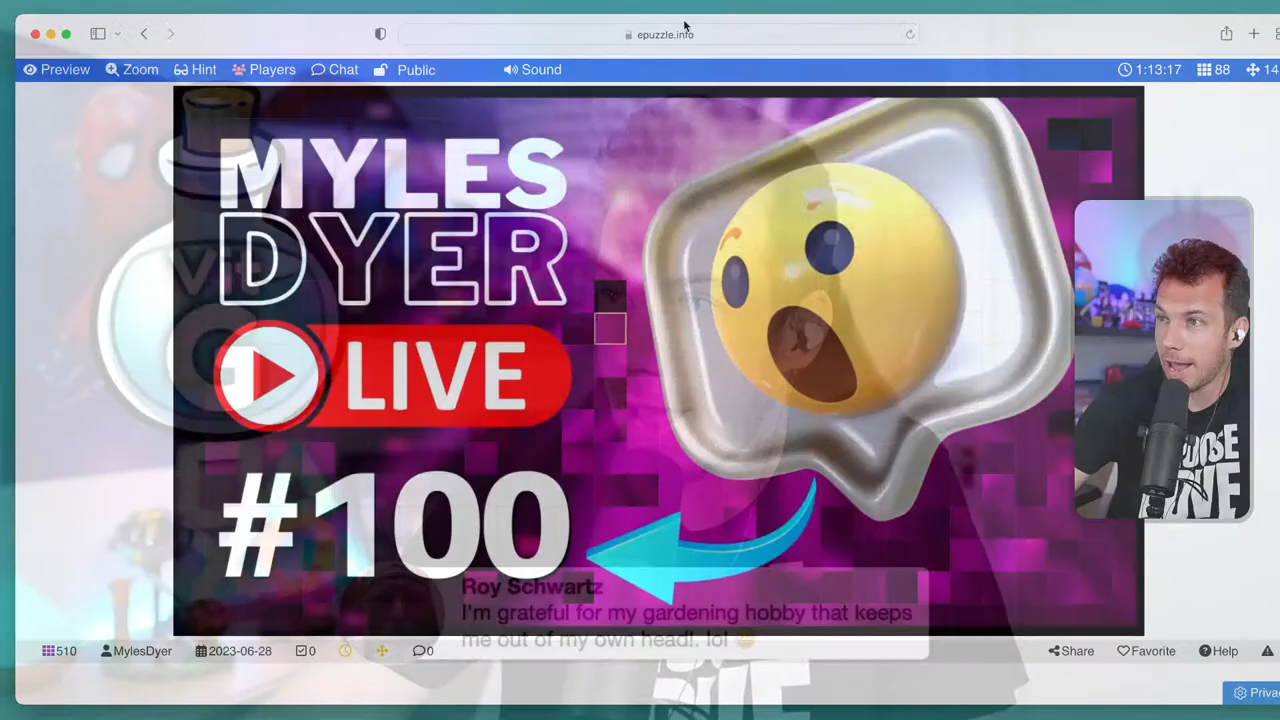 epuzzle.info
Preview Zoom Hint Players Chat Public Sound 1:13:17 88 14
MYLES
DYER
LIVE
#100
Roy Schwartz
I'm grateful for my gardening hobby that keeps
me out of my own head!. lol
510 MylesDyer 2023-06-28 0 0 Share Favorite Help
Priva